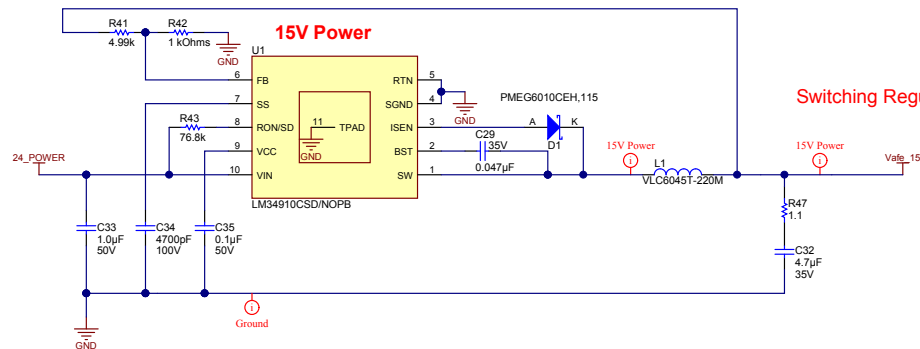 R41
4.99k
R42
1 kOhms
GND
15V Power
U1
6
FB
7
SS
8
RON/SD
9
VCC
10
VIN
11
TPAD
GND
RTN
5
SGND
4
ISEN
3
BST
2
SW
1
LM34910CSD/NOPB
GND
PMEG6010CEH,115
A
K
D1
C29
35V
0.047µF
Switching Regu
R43
76.8k
24_POWER
15V Power
i
L1
VLC6045T-220M
15V Power
i
Vafe_15
R47
1.1
C33
1.0µF
50V
C34
4700pF
100V
C35
0.1µF
50V
C32
4.7µF
35V
i
Ground
GND